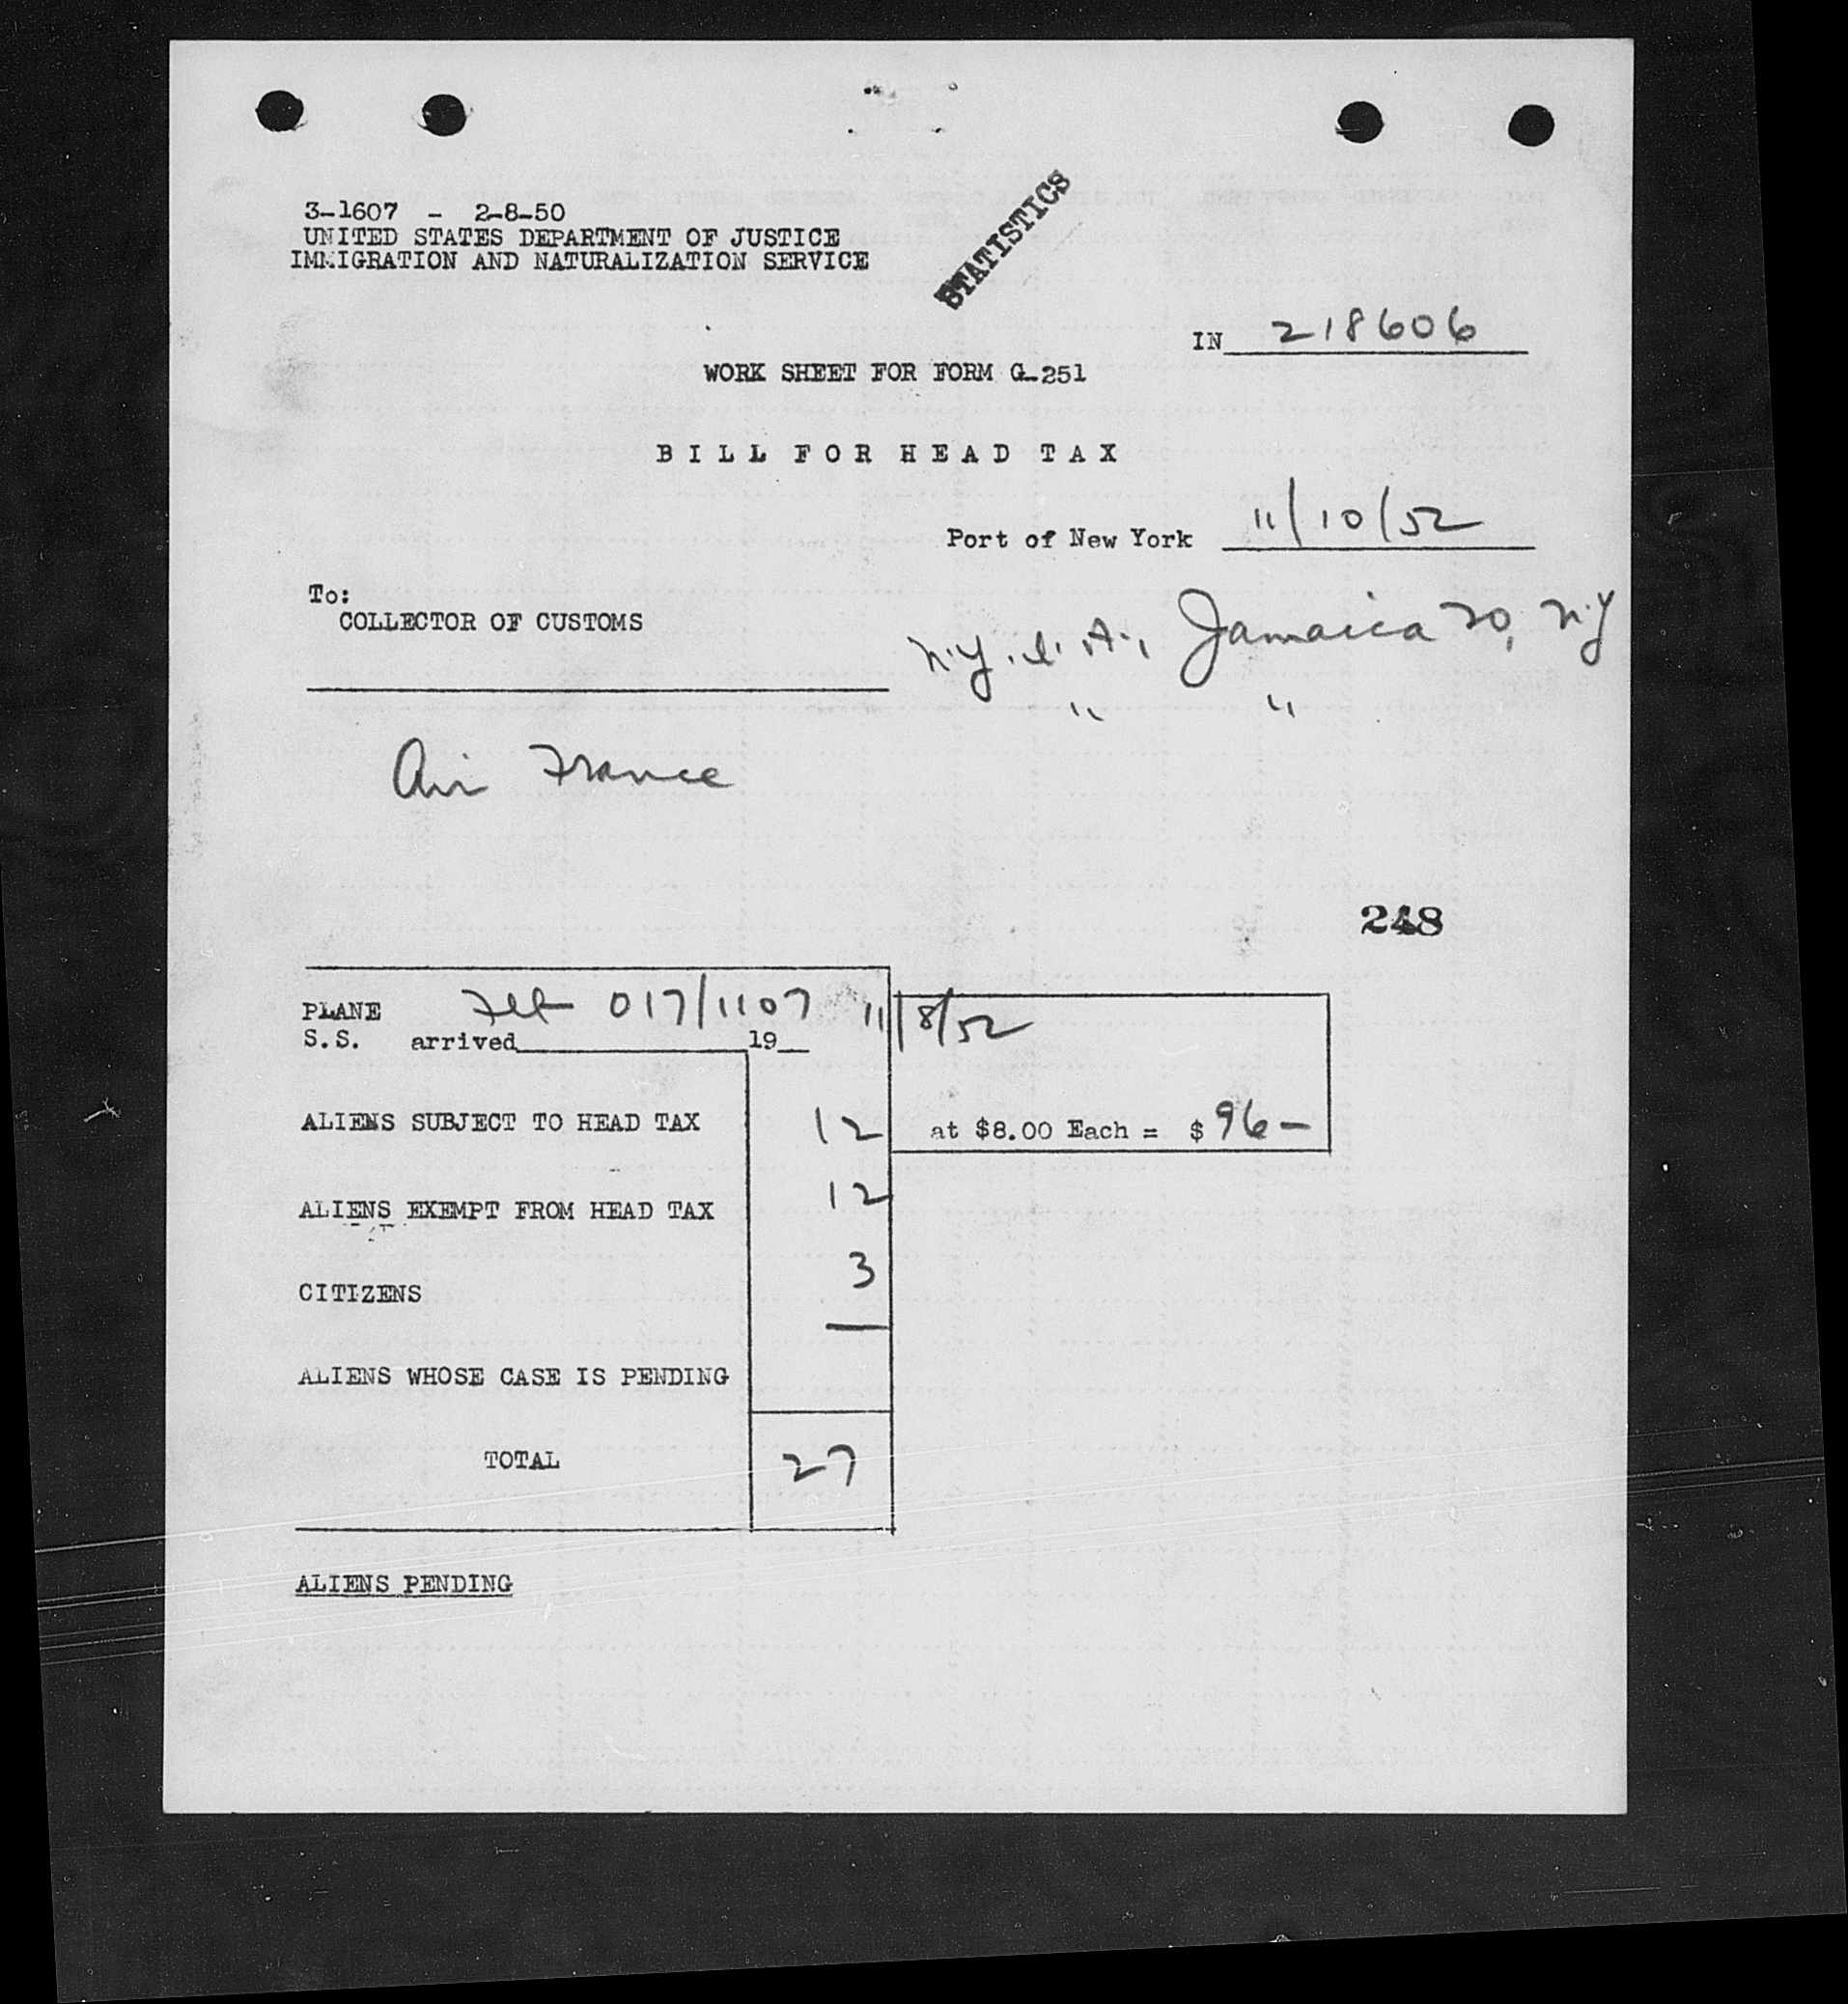 3-1607 - 2-8-50
UNITED STATES DEPARTMENT OF JUSTICE
IMMIGRATION AND NATURALIZATION SERVICE
STATISTICS
IN 218606
WORK SHEET FOR FORM G-251
BILL FOR HEAD TAX
Port of New York 11/10/52
To:
COLLECTOR OF CUSTOMS
N.Y.I.A., Jamaica 30, N.Y
" "
Air France
248
PLANE Flt 017/1107 11/8/52
S.S. arrived 19
ALIENS SUBJECT TO HEAD TAX 12 at $8.00 Each = $ 96-
ALIENS EXEMPT FROM HEAD TAX 12
CITIZENS 3
ALIENS WHOSE CASE IS PENDING
TOTAL 27
ALIENS PENDING